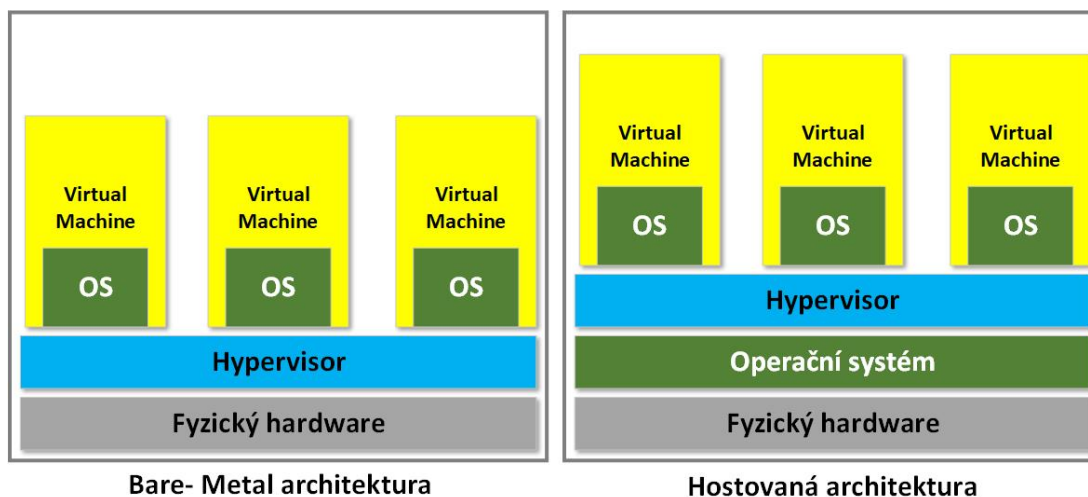 Virtual
Machine
OS
Virtual
Machine
OS
Virtual
Machine
OS
Hypervisor
Fyzický hardware
Bare- Metal architektura
Virtual
Machine
OS
Virtual
Machine
OS
Virtual
Machine
OS
Hypervisor
Operační systém
Fyzický hardware
Hostovaná architektura